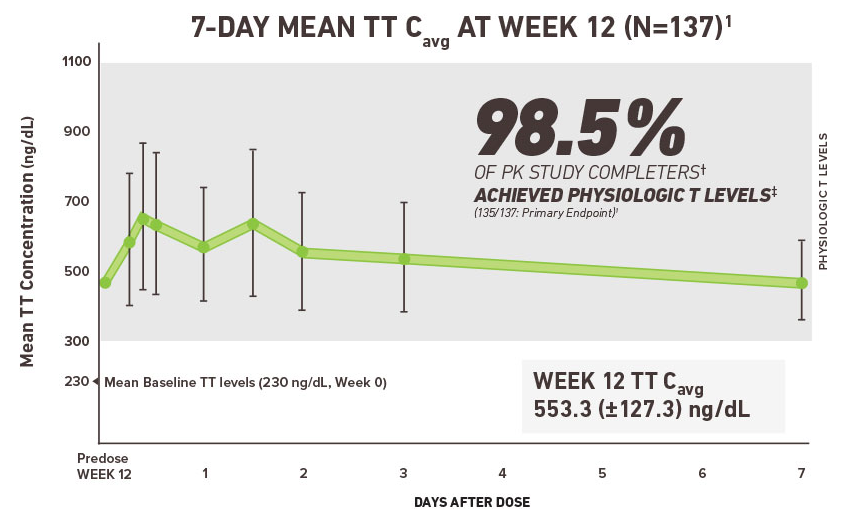 7-DAY MEAN TT Cavg AT WEEK 12 (N=137)¹
Mean TT Concentration (ng/dL)
1100
900
700
500
300
230
98.5%
OF PK STUDY COMPLETERS†
ACHIEVED PHYSIOLOGIC T LEVELS‡
(135/137: Primary Endpoint)¹
PHYSIOLOGIC T LEVELS
Mean Baseline TT levels (230 ng/dL, Week 0)
WEEK 12 TT Cavg
553.3 (±127.3) ng/dL
Predose
WEEK 12
1
2
3
4
5
6
7
DAYS AFTER DOSE